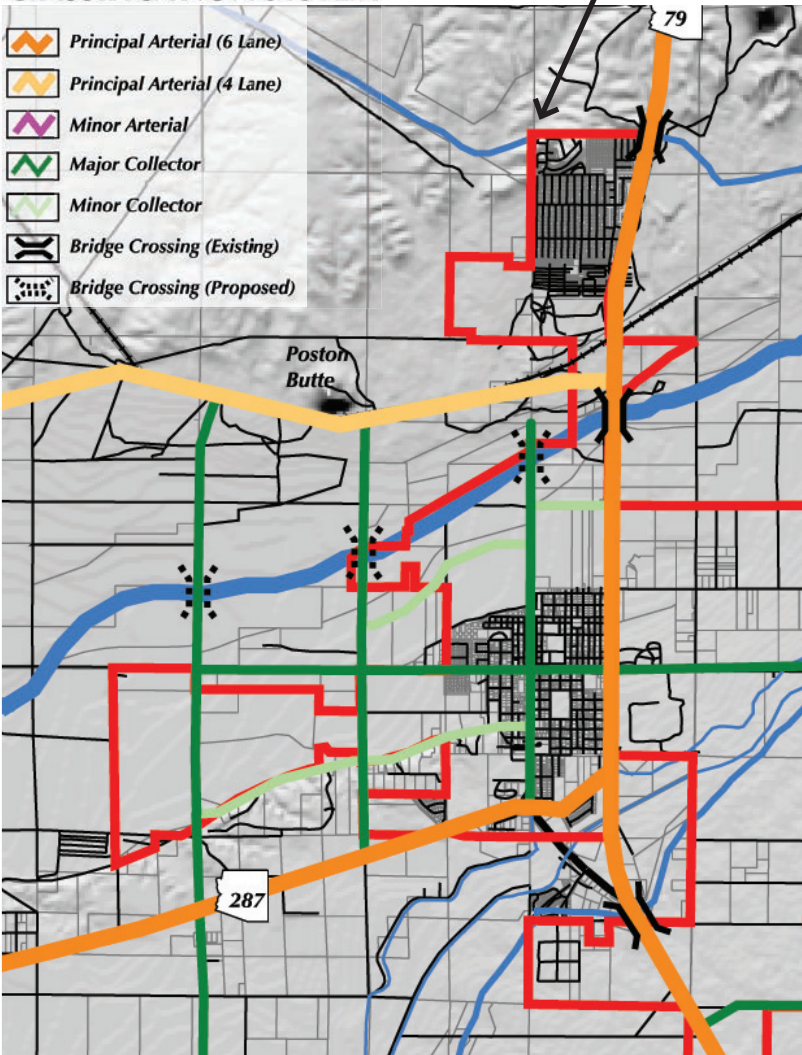 79
Principal Arterial (6 Lane)
Principal Arterial (4 Lane)
Minor Arterial
Major Collector
Minor Collector
Bridge Crossing (Existing)
Bridge Crossing (Proposed)
Poston
Butte
287